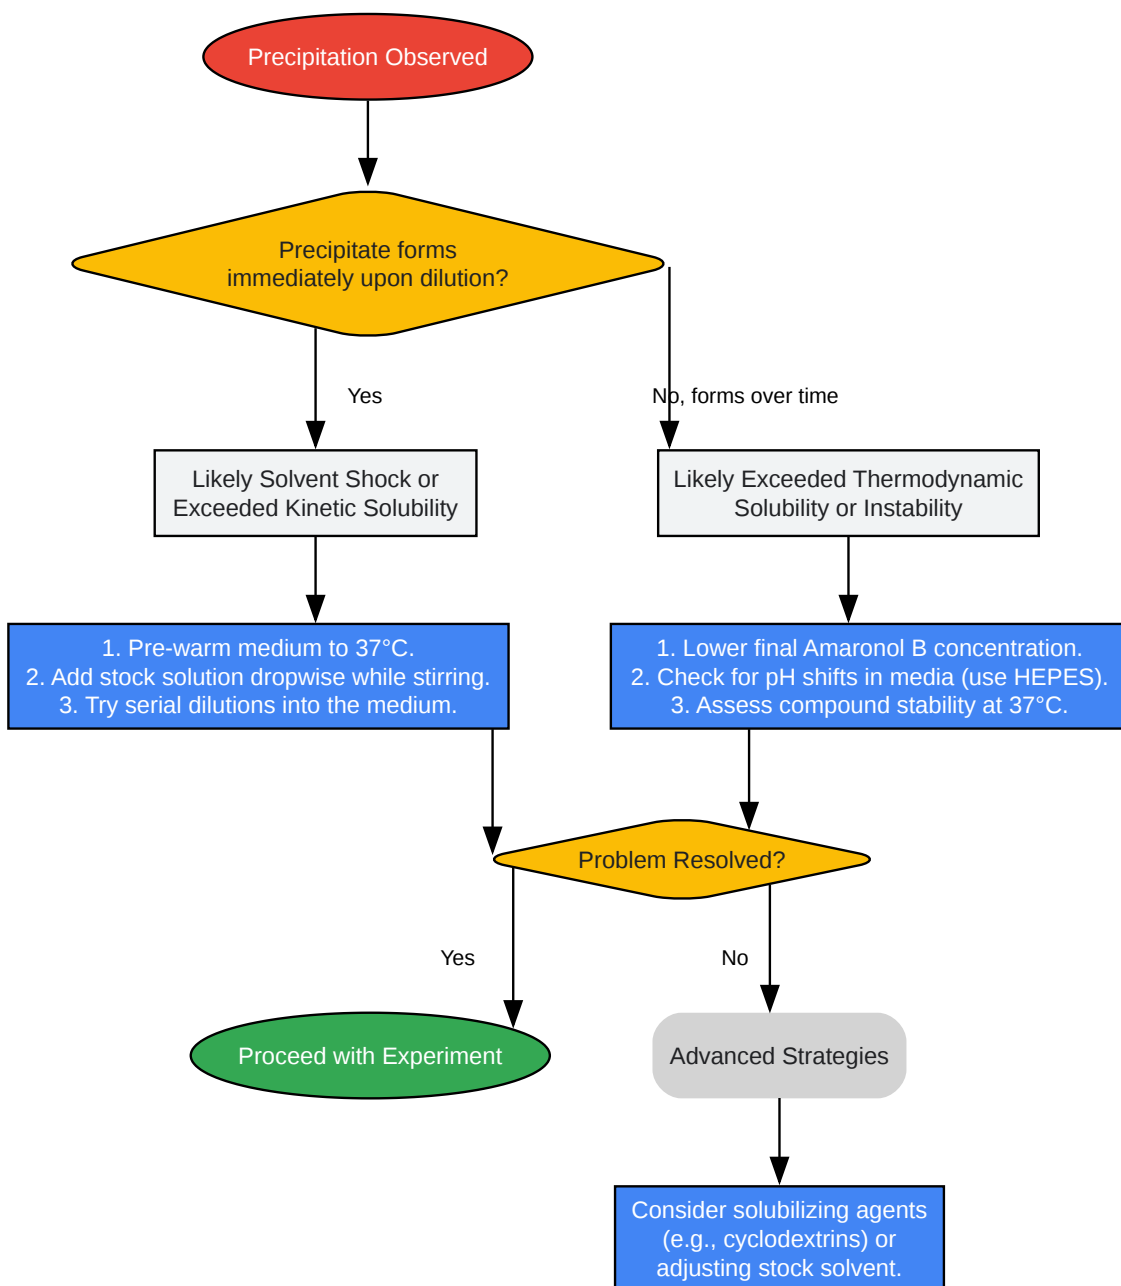 Precipitation Observed
Precipitate forms
immediately upon dilution?
Yes
No, forms over time
Likely Solvent Shock or
Exceeded Kinetic Solubility
Likely Exceeded Thermodynamic
Solubility or Instability
1. Pre-warm medium to 37°C.
2. Add stock solution dropwise while stirring.
3. Try serial dilutions into the medium.
1. Lower final Amaronol B concentration.
2. Check for pH shifts in media (use HEPES).
3. Assess compound stability at 37°C.
Problem Resolved?
Yes
No
Proceed with Experiment
Advanced Strategies
Consider solubilizing agents
(e.g., cyclodextrins) or
adjusting stock solvent.